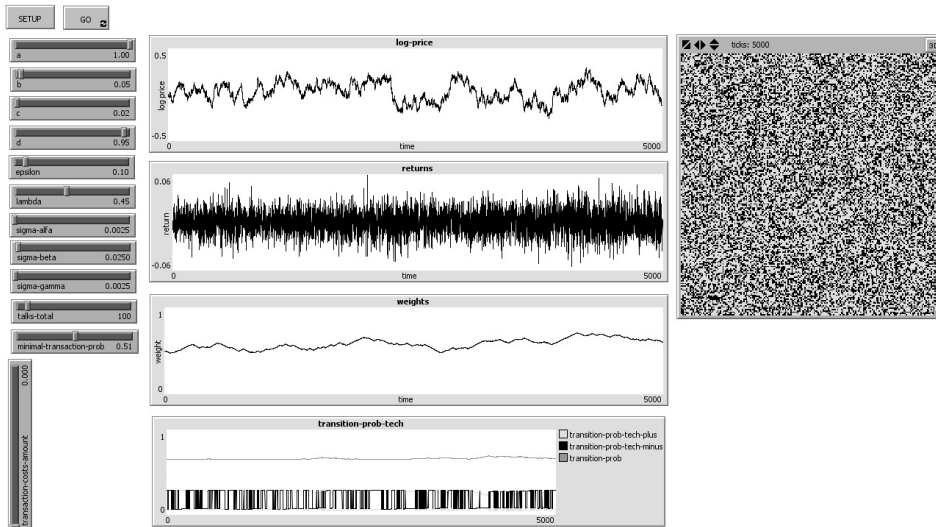 SETUP
GO
a 1.00
b 0.05
c 0.02
d 0.95
epsilon 0.10
lambda 0.45
sigma-alfa 0.0025
sigma-beta 0.0250
sigma-gamma 0.0025
talks-total 100
minimal-transaction-prob 0.51
transaction-costs-amount 0.000
log-price
0.5
log price
-0.5
0 time 5000
returns
0.06
return
-0.06
0 time 5000
weights
1
weight
0
0 time 5000
transition-prob-tech
1
0
0 5000
transition-prob-tech-plus
transition-prob-tech-minus
transition-prob
ticks: 5000
3D